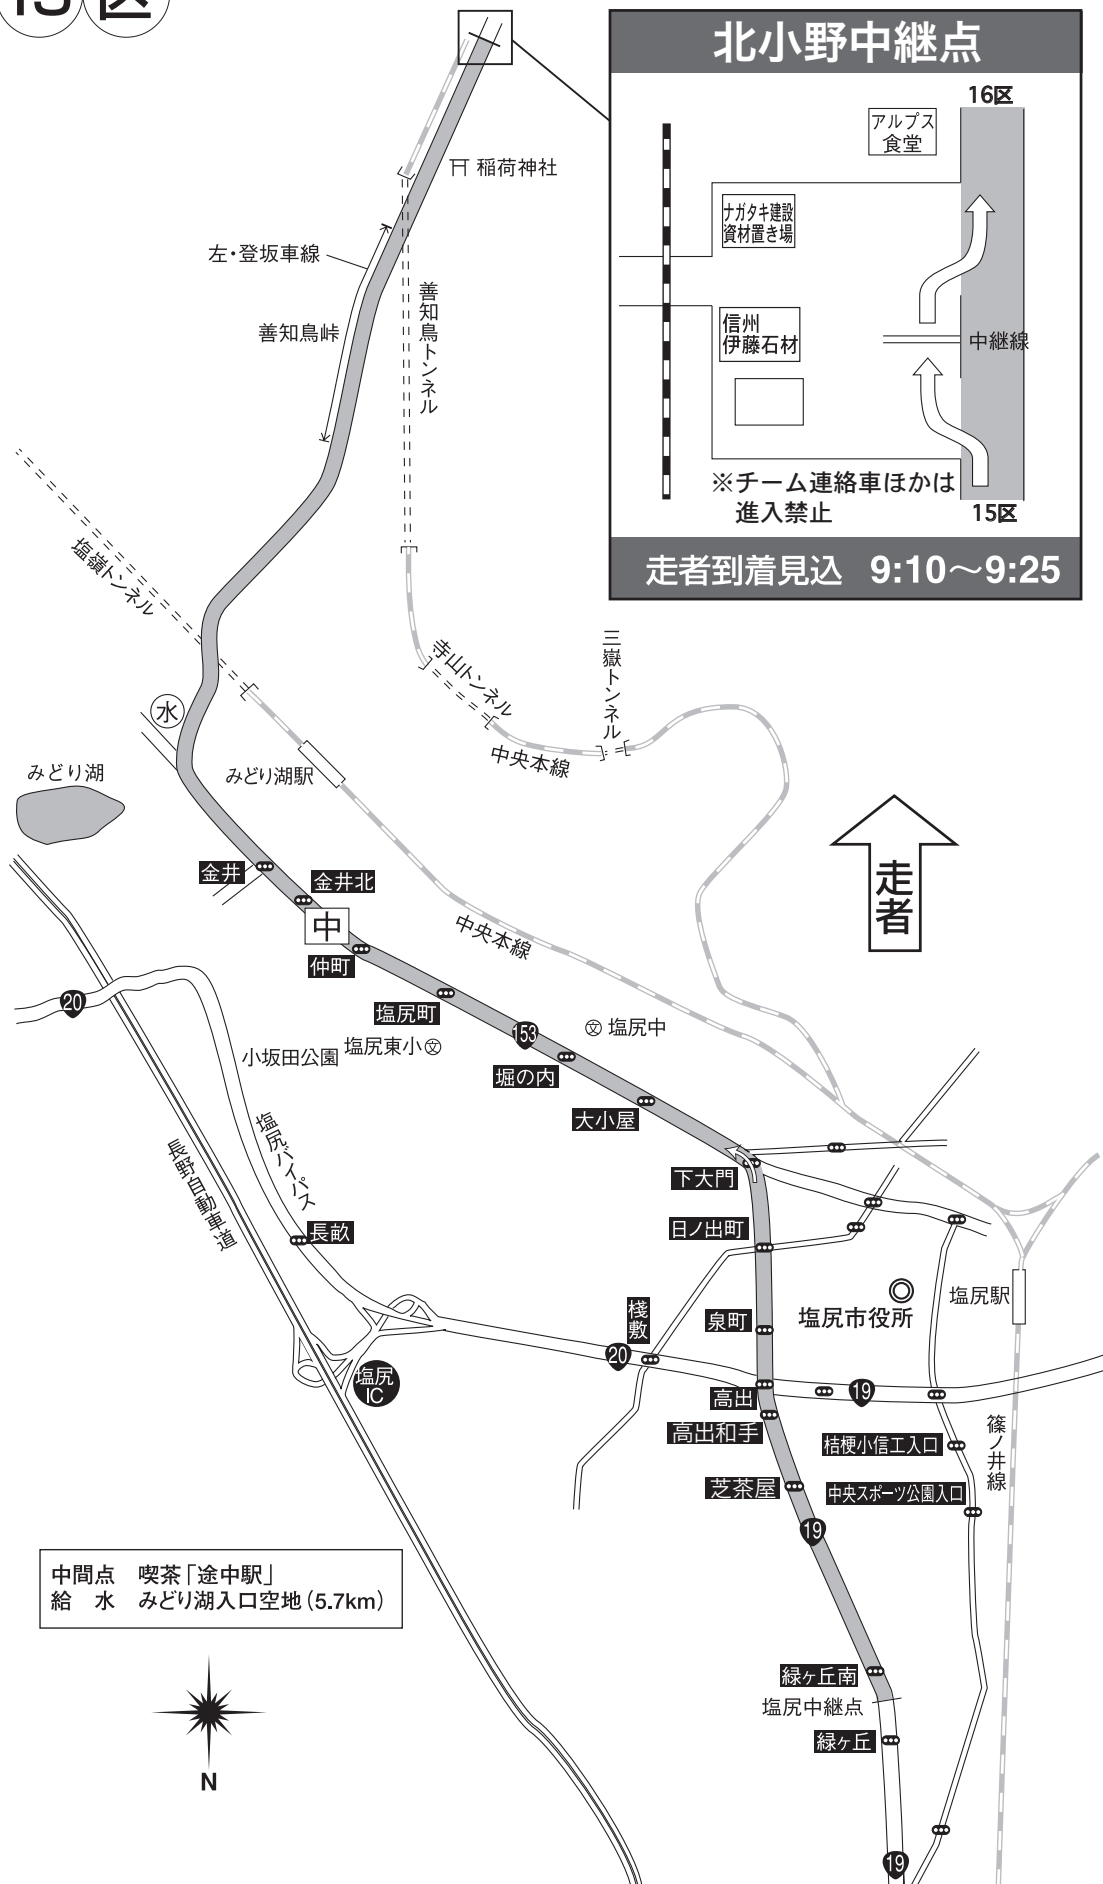 15区
北小野中継点
16区
アルプス
食堂
ナガタキ建設
資材置き場
信州
伊藤石材
中継線
※チーム連絡車ほかは
進入禁止
15区
走者到着見込 9:10～9:25
稲荷神社
左・登坂車線
善知鳥峠
善知鳥トンネル
塩嶺トンネル
寺山トンネル
三嶽トンネル
中央本線
水
みどり湖
みどり湖駅
走者
金井
金井北
中
中央本線
仲町
20
塩尻町
153
文 塩尻中
小坂田公園
塩尻東小文
堀の内
大小屋
塩尻バイパス
長野自動車道
下大門
長畝
日ノ出町
塩尻市役所
塩尻駅
桟敷
泉町
20
塩尻
IC
高出
19
高出和手
桔梗小信工入口
篠ノ井線
芝茶屋
中央スポーツ公園入口
19
中間点 喫茶「途中駅」
給 水 みどり湖入口空地(5.7km)
緑ヶ丘南
塩尻中継点
緑ヶ丘
N
19